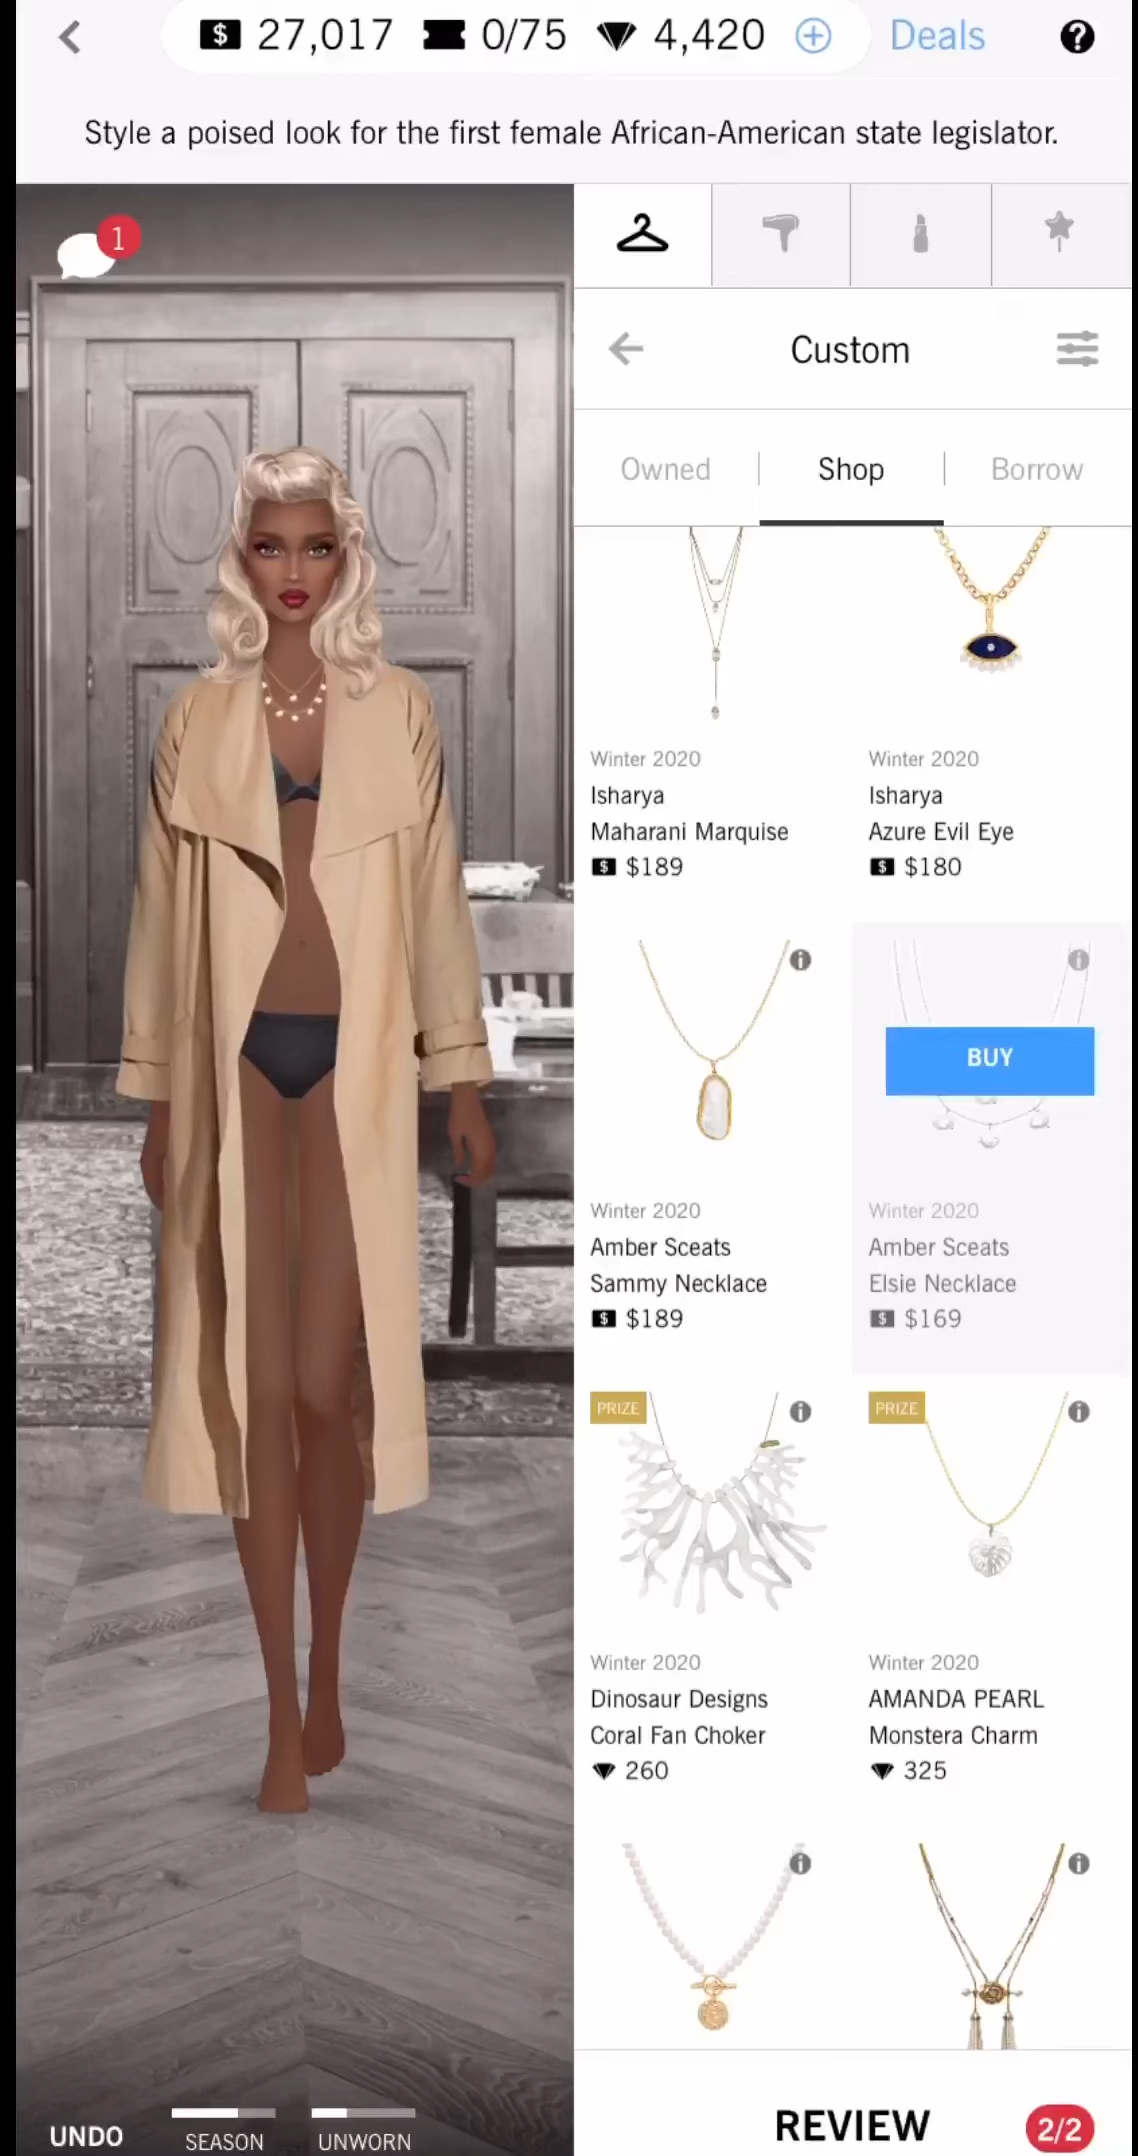 $ 27,017 0/75 4,420 + Deals ?
Style a poised look for the first female African-American state legislator.
1
Custom
Owned Shop Borrow
Winter 2020
Isharya
Maharani Marquise
$ $189
Winter 2020
Isharya
Azure Evil Eye
$ $180
i
Winter 2020
Amber Sceats
Sammy Necklace
$ $189
i
BUY
Winter 2020
Amber Sceats
Elsie Necklace
$ $169
PRIZE i
Winter 2020
Dinosaur Designs
Coral Fan Choker
260
PRIZE i
Winter 2020
AMANDA PEARL
Monstera Charm
325
i
i
UNDO SEASON UNWORN
REVIEW 2/2